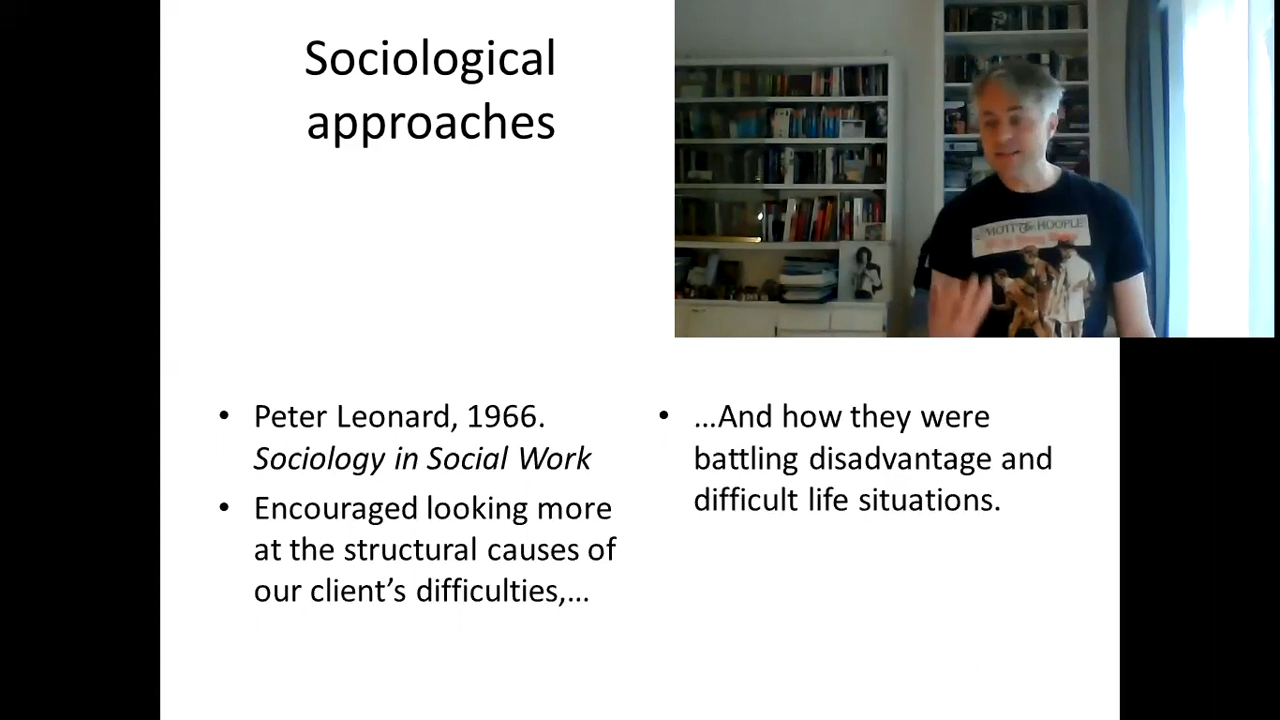 Sociological
approaches
MOTT the HOOPLE
• Peter Leonard, 1966.
Sociology in Social Work
• Encouraged looking more
at the structural causes of
our client’s difficulties,…
• …And how they were
battling disadvantage and
difficult life situations.